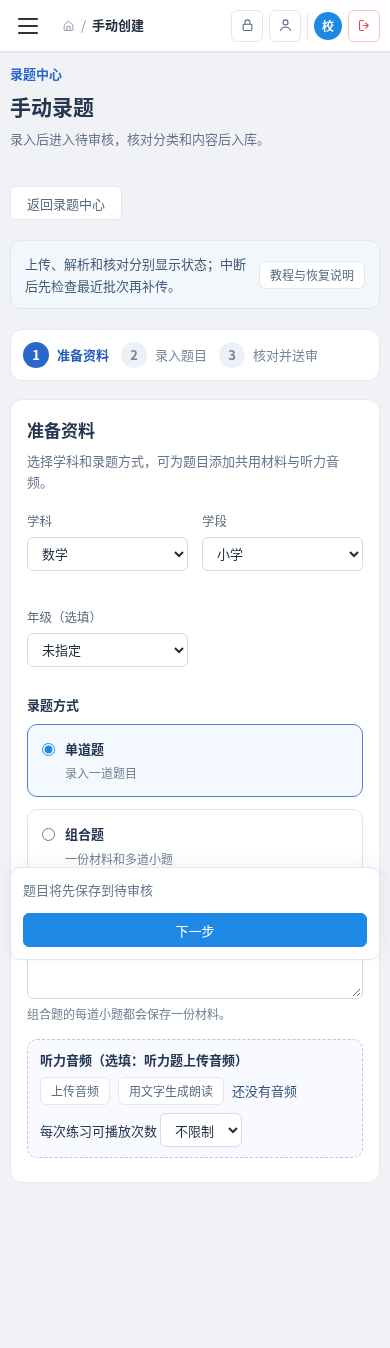 / 手动创建
校
录题中心
手动录题
录入后进入待审核，核对分类和内容后入库。
返回录题中心
上传、解析和核对分别显示状态；中断
后先检查最近批次再补传。
教程与恢复说明
1 准备资料 2 录入题目 3 核对并送审
准备资料
选择学科和录题方式，可为题目添加共用材料与听力音
频。
学科 学段
数学 小学
年级（选填）
未指定
录题方式
单道题
录入一道题目
组合题
一份材料和多道小题
题目将先保存到待审核
下一步
组合题的每道小题都会保存一份材料。
听力音频（选填：听力题上传音频）
上传音频 用文字生成朗读 还没有音频
每次练习可播放次数 不限制